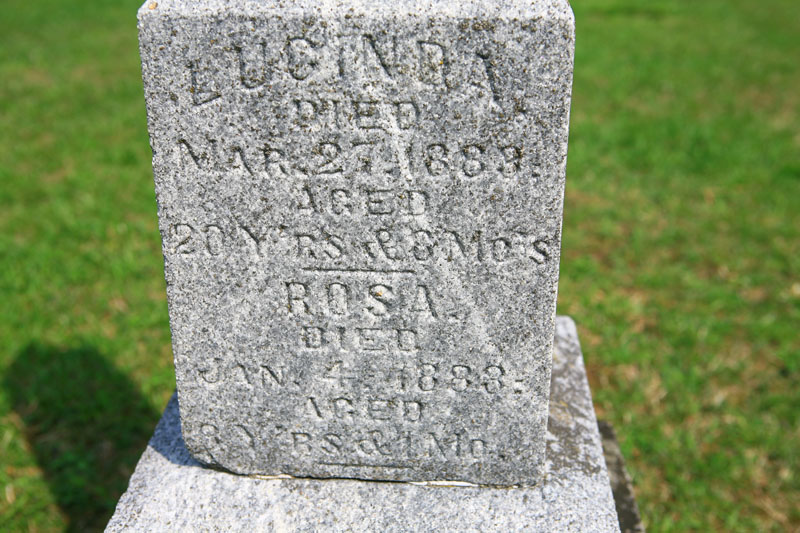 LUCINDA.
DIED
MAR. 27. 1883.
AGED
20 Y'RS & 8 MO'S
ROSA.
DIED
JAN. 4. 1883.
AGED
Y'RS & 1 MO.